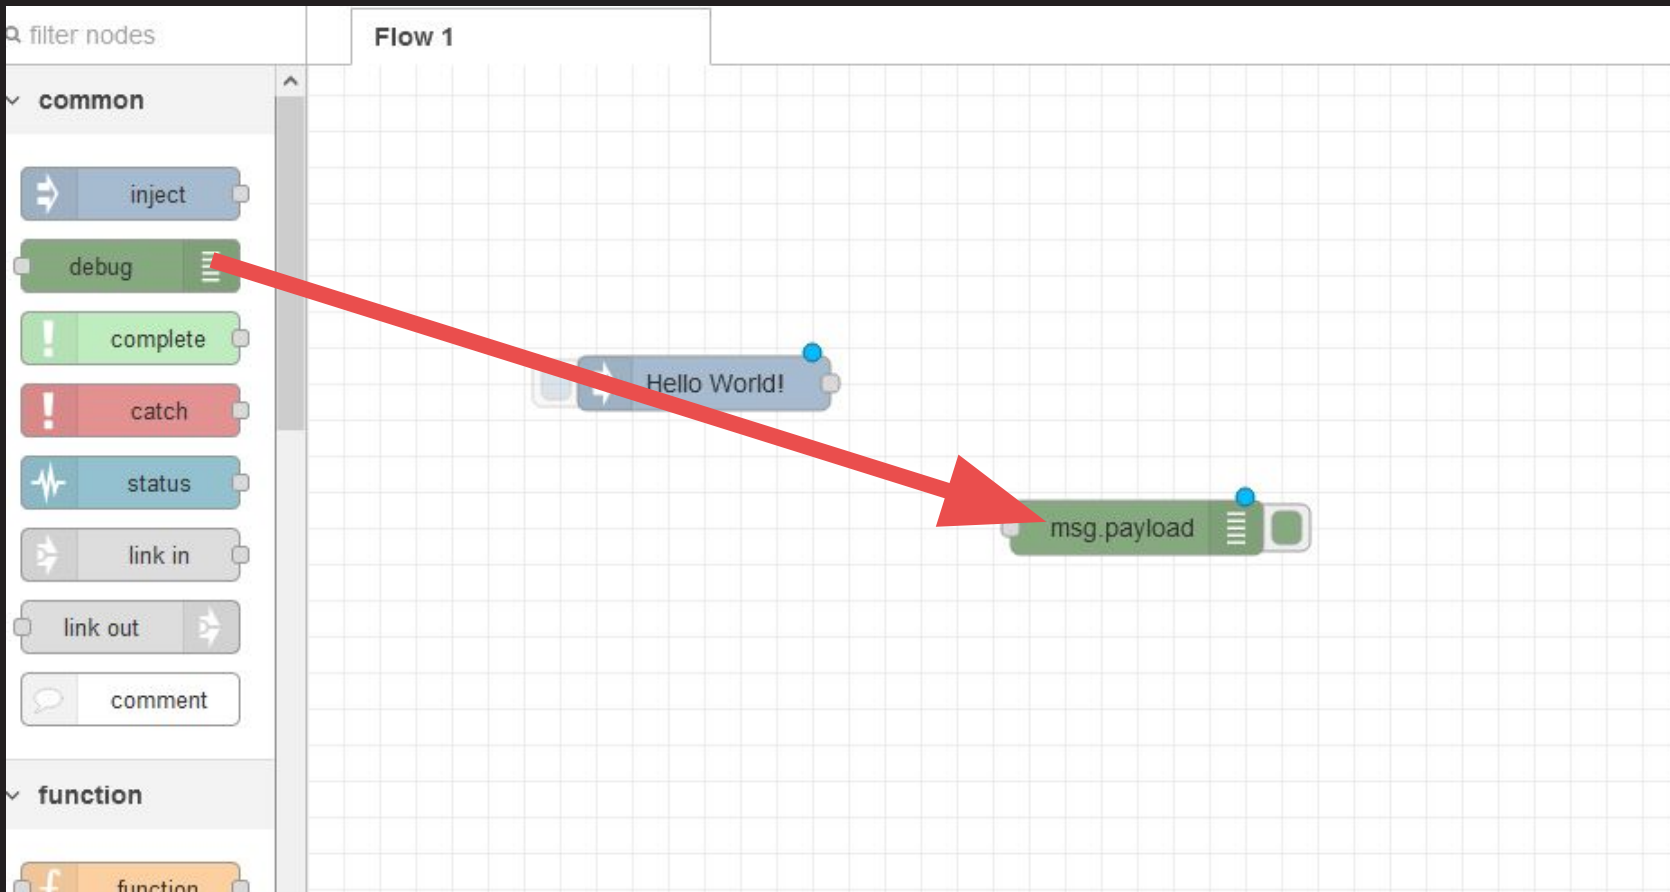 filter nodes
Flow 1
common
inject
debug
complete
catch
status
link in
link out
comment
function
function
Hello World!
msg.payload